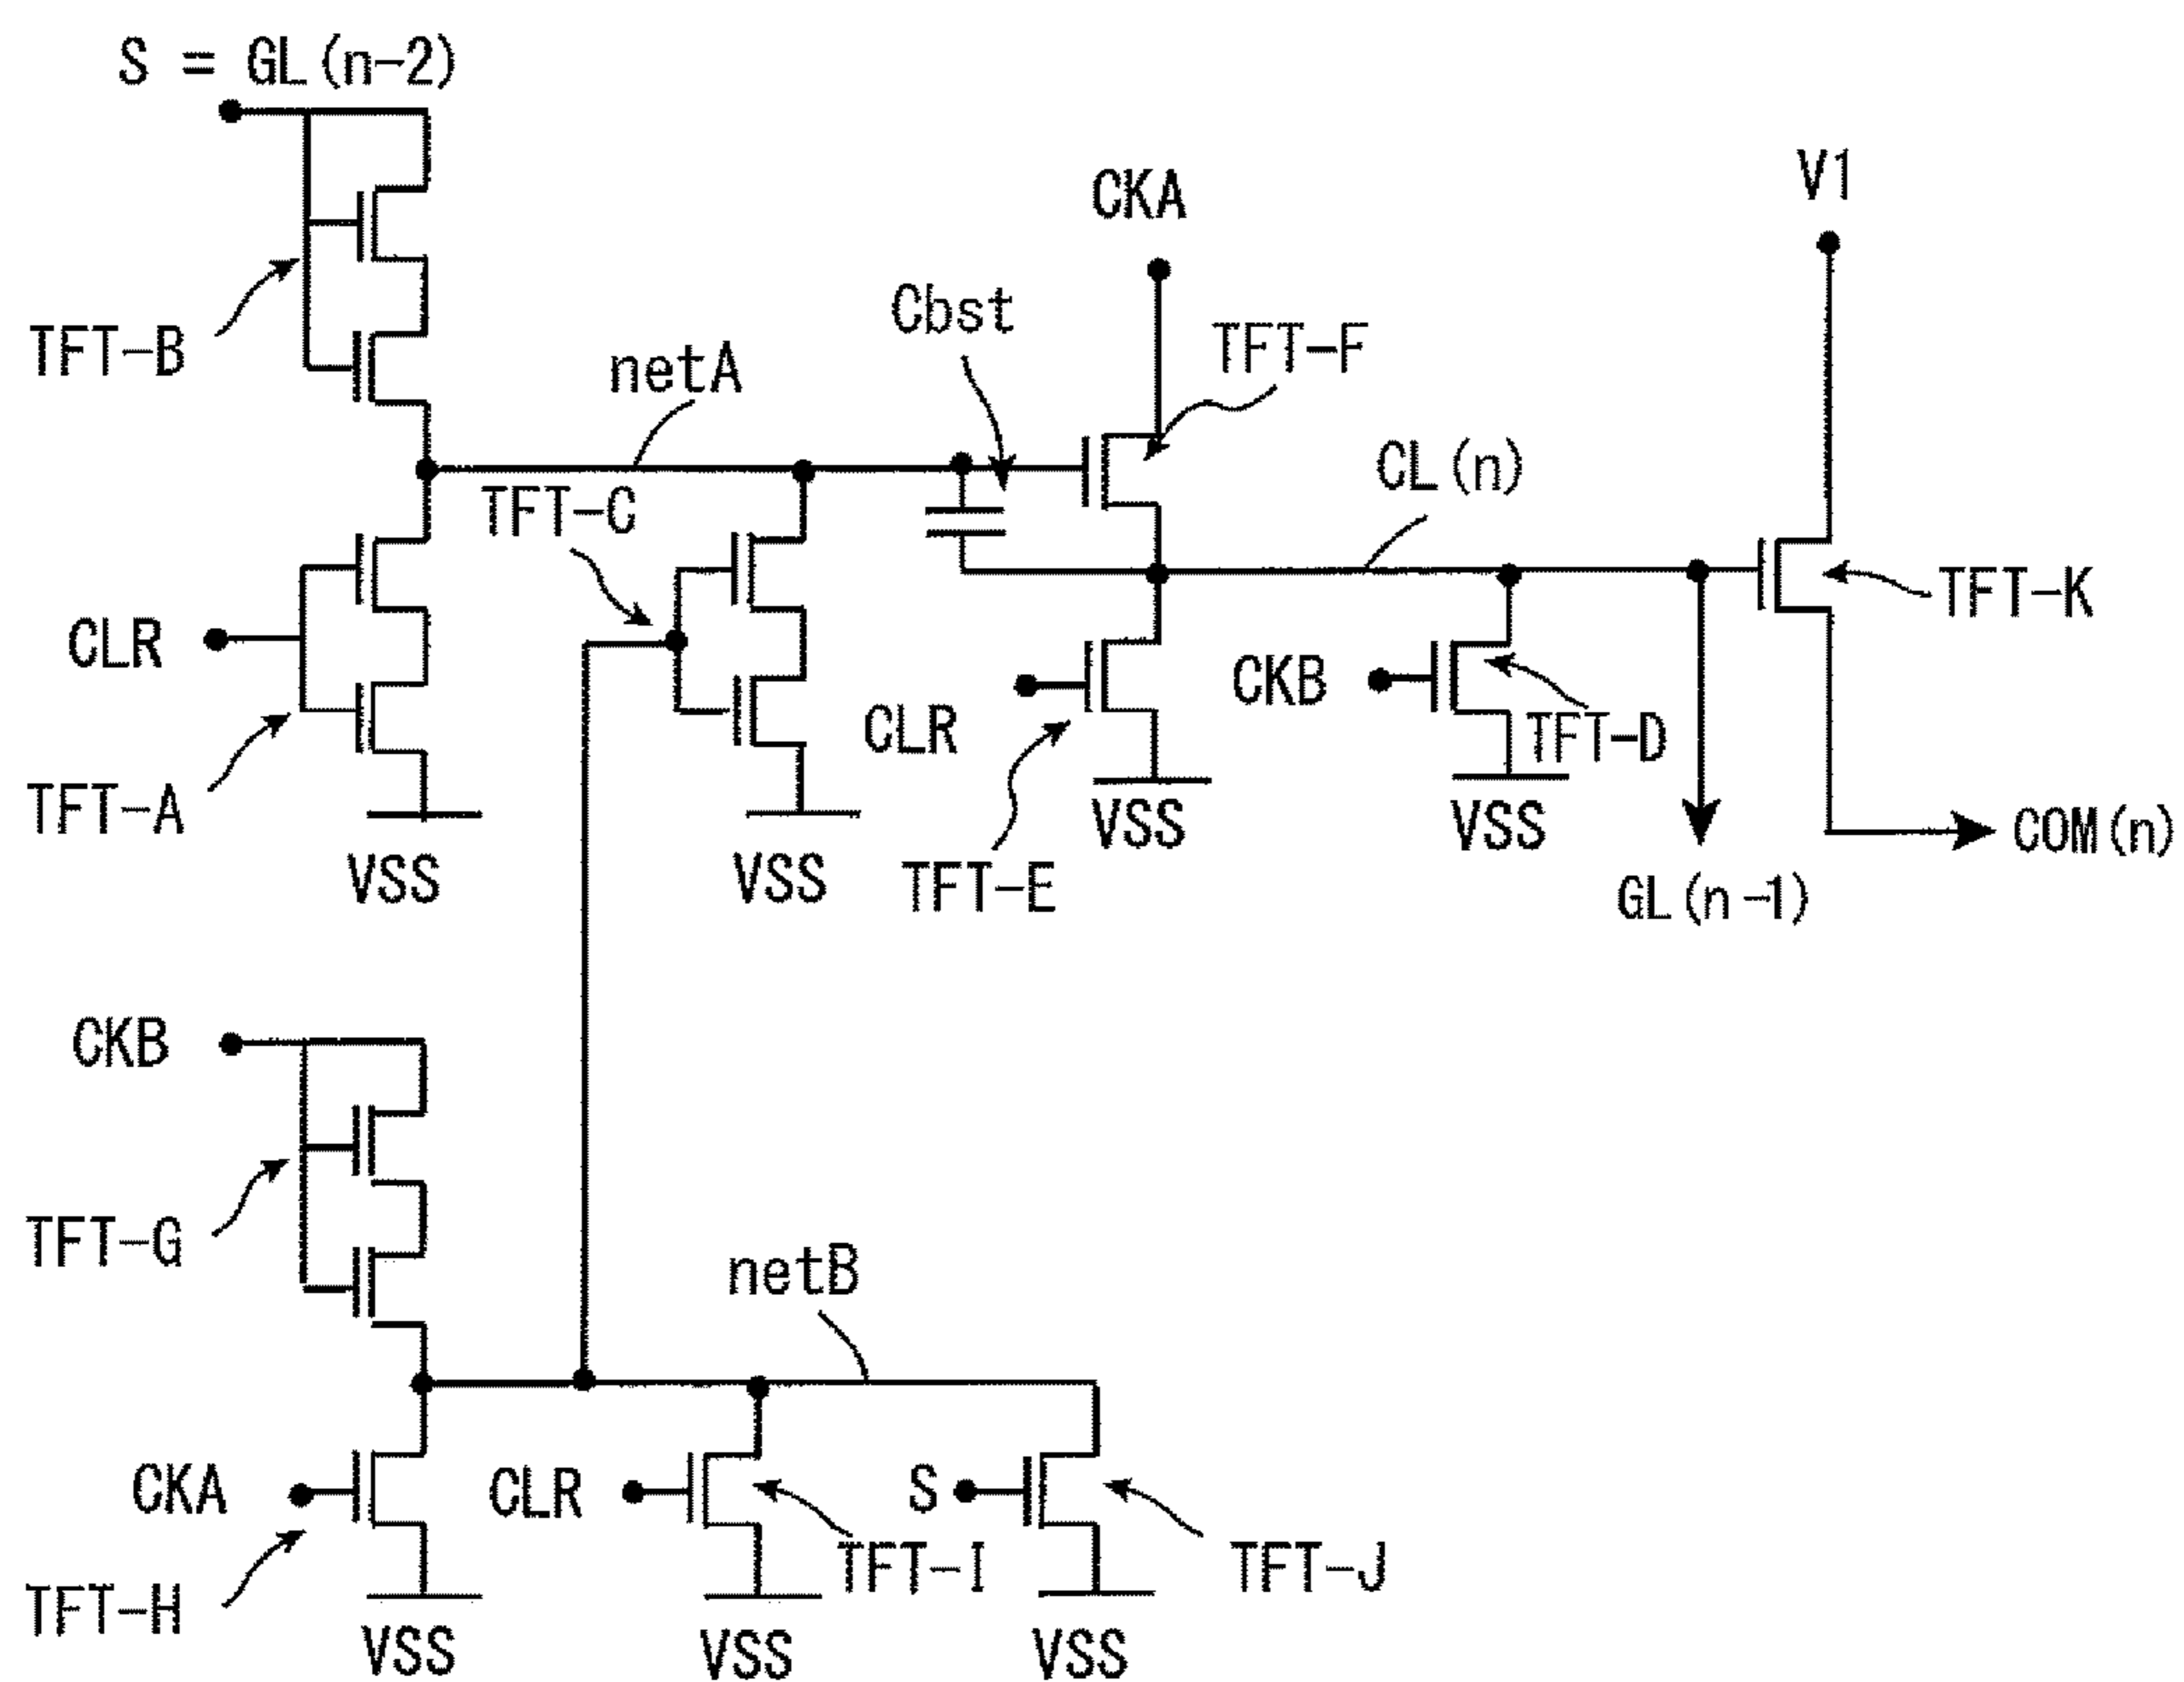 S = GL(n-2)
V1
CKA
Cbst
TFT-F
TFT-B
netA
CL(n)
TFT-C
TFT-K
CLR
CKB
CLR
TFT-D
TFT-A
VSS
VSS
COM(n)
VSS
VSS
TFT-E
GL(n-1)
CKB
TFT-G
netB
CKA
CLR
S
TFT-I
TFT-J
TFT-H
VSS
VSS
VSS